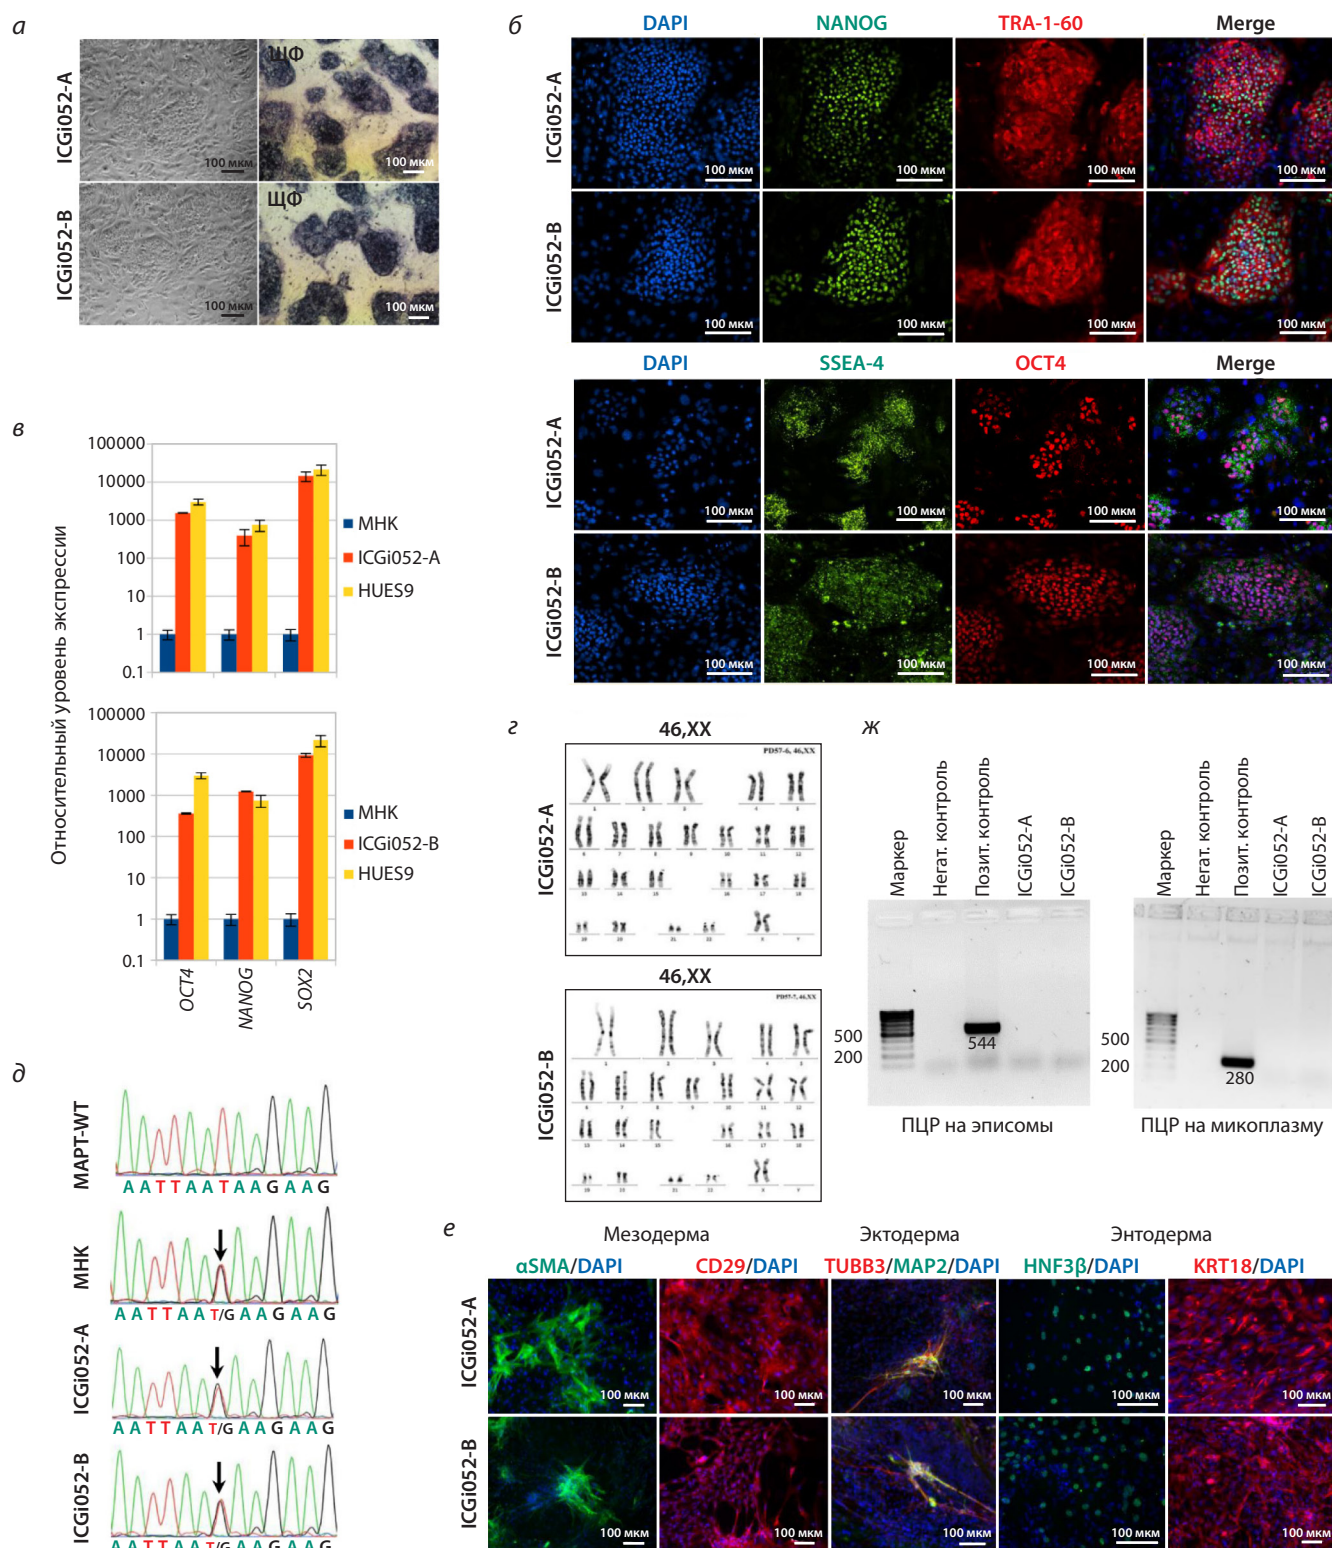 а
ICGi052-A
ЩФ
100 мкм
100 мкм
ICGi052-B
ЩФ
100 мкм
100 мкм
б
DAPI NANOG TRA-1-60 Merge
ICGi052-A
100 мкм 100 мкм 100 мкм 100 мкм
ICGi052-B
100 мкм 100 мкм 100 мкм 100 мкм
DAPI SSEA-4 OCT4 Merge
ICGi052-A
100 мкм 100 мкм 100 мкм 100 мкм
ICGi052-B
100 мкм 100 мкм 100 мкм 100 мкм
в
Относительный уровень экспрессии
100000
10000
1000
100
10
1
0.1
МНК
ICGi052-A
HUES9
100000
10000
1000
100
10
1
0.1
МНК
ICGi052-B
HUES9
OCT4 NANOG SOX2
г
46,XX
ICGi052-A
PD57-6, 46,XX
46,XX
ICGi052-B
PD57-7, 46,XX
ж
Маркер
Негат. контроль
Позит. контроль
ICGi052-A
ICGi052-B
500
200
544
ПЦР на эписомы
Маркер
Негат. контроль
Позит. контроль
ICGi052-A
ICGi052-B
500
200
280
ПЦР на микоплазму
д
MAPT-WT
A A T T A A T A A G A A G
МНК
A A T T A A T/G A A G A A G
ICGi052-A
A A T T A A T/G A A G A A G
ICGi052-B
A A T T A A T/G A A G A A G
е
Мезодерма Эктодерма Энтодерма
αSMA/DAPI CD29/DAPI TUBB3/MAP2/DAPI HNF3β/DAPI KRT18/DAPI
ICGi052-A
100 мкм 100 мкм 100 мкм 100 мкм 100 мкм
ICGi052-B
100 мкм 100 мкм 100 мкм 100 мкм 100 мкм